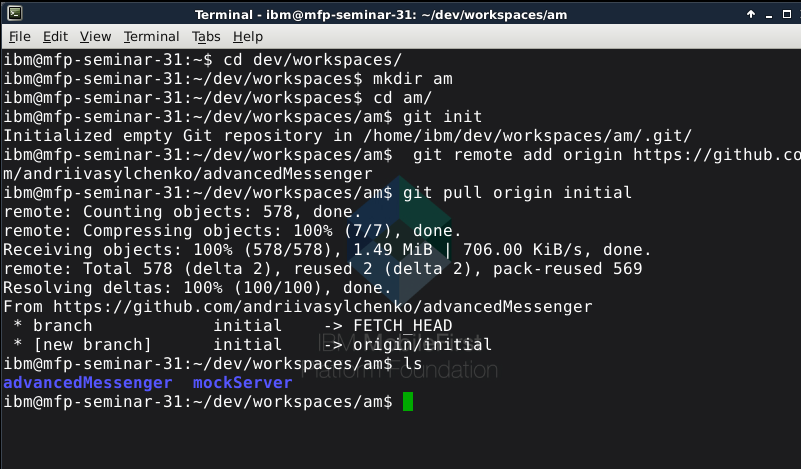 Terminal - ibm@mfp-seminar-31: ~/dev/workspaces/am
File Edit View Terminal Tabs Help
ibm@mfp-seminar-31:~$ cd dev/workspaces/
ibm@mfp-seminar-31:~/dev/workspaces$ mkdir am
ibm@mfp-seminar-31:~/dev/workspaces$ cd am/
ibm@mfp-seminar-31:~/dev/workspaces/am$ git init
Initialized empty Git repository in /home/ibm/dev/workspaces/am/.git/
ibm@mfp-seminar-31:~/dev/workspaces/am$  git remote add origin https://github.co
m/andriivasylchenko/advancedMessenger
ibm@mfp-seminar-31:~/dev/workspaces/am$ git pull origin initial
remote: Counting objects: 578, done.
remote: Compressing objects: 100% (7/7), done.
Receiving objects: 100% (578/578), 1.49 MiB | 706.00 KiB/s, done.
remote: Total 578 (delta 2), reused 2 (delta 2), pack-reused 569
Resolving deltas: 100% (100/100), done.
From https://github.com/andriivasylchenko/advancedMessenger
 * branch            initial    -> FETCH_HEAD
 * [new branch]      initial    -> origin/initial
IBM MobileFirst
ibm@mfp-seminar-31:~/dev/workspaces/am$ ls
Platform Foundation
advancedMessenger  mockServer
ibm@mfp-seminar-31:~/dev/workspaces/am$